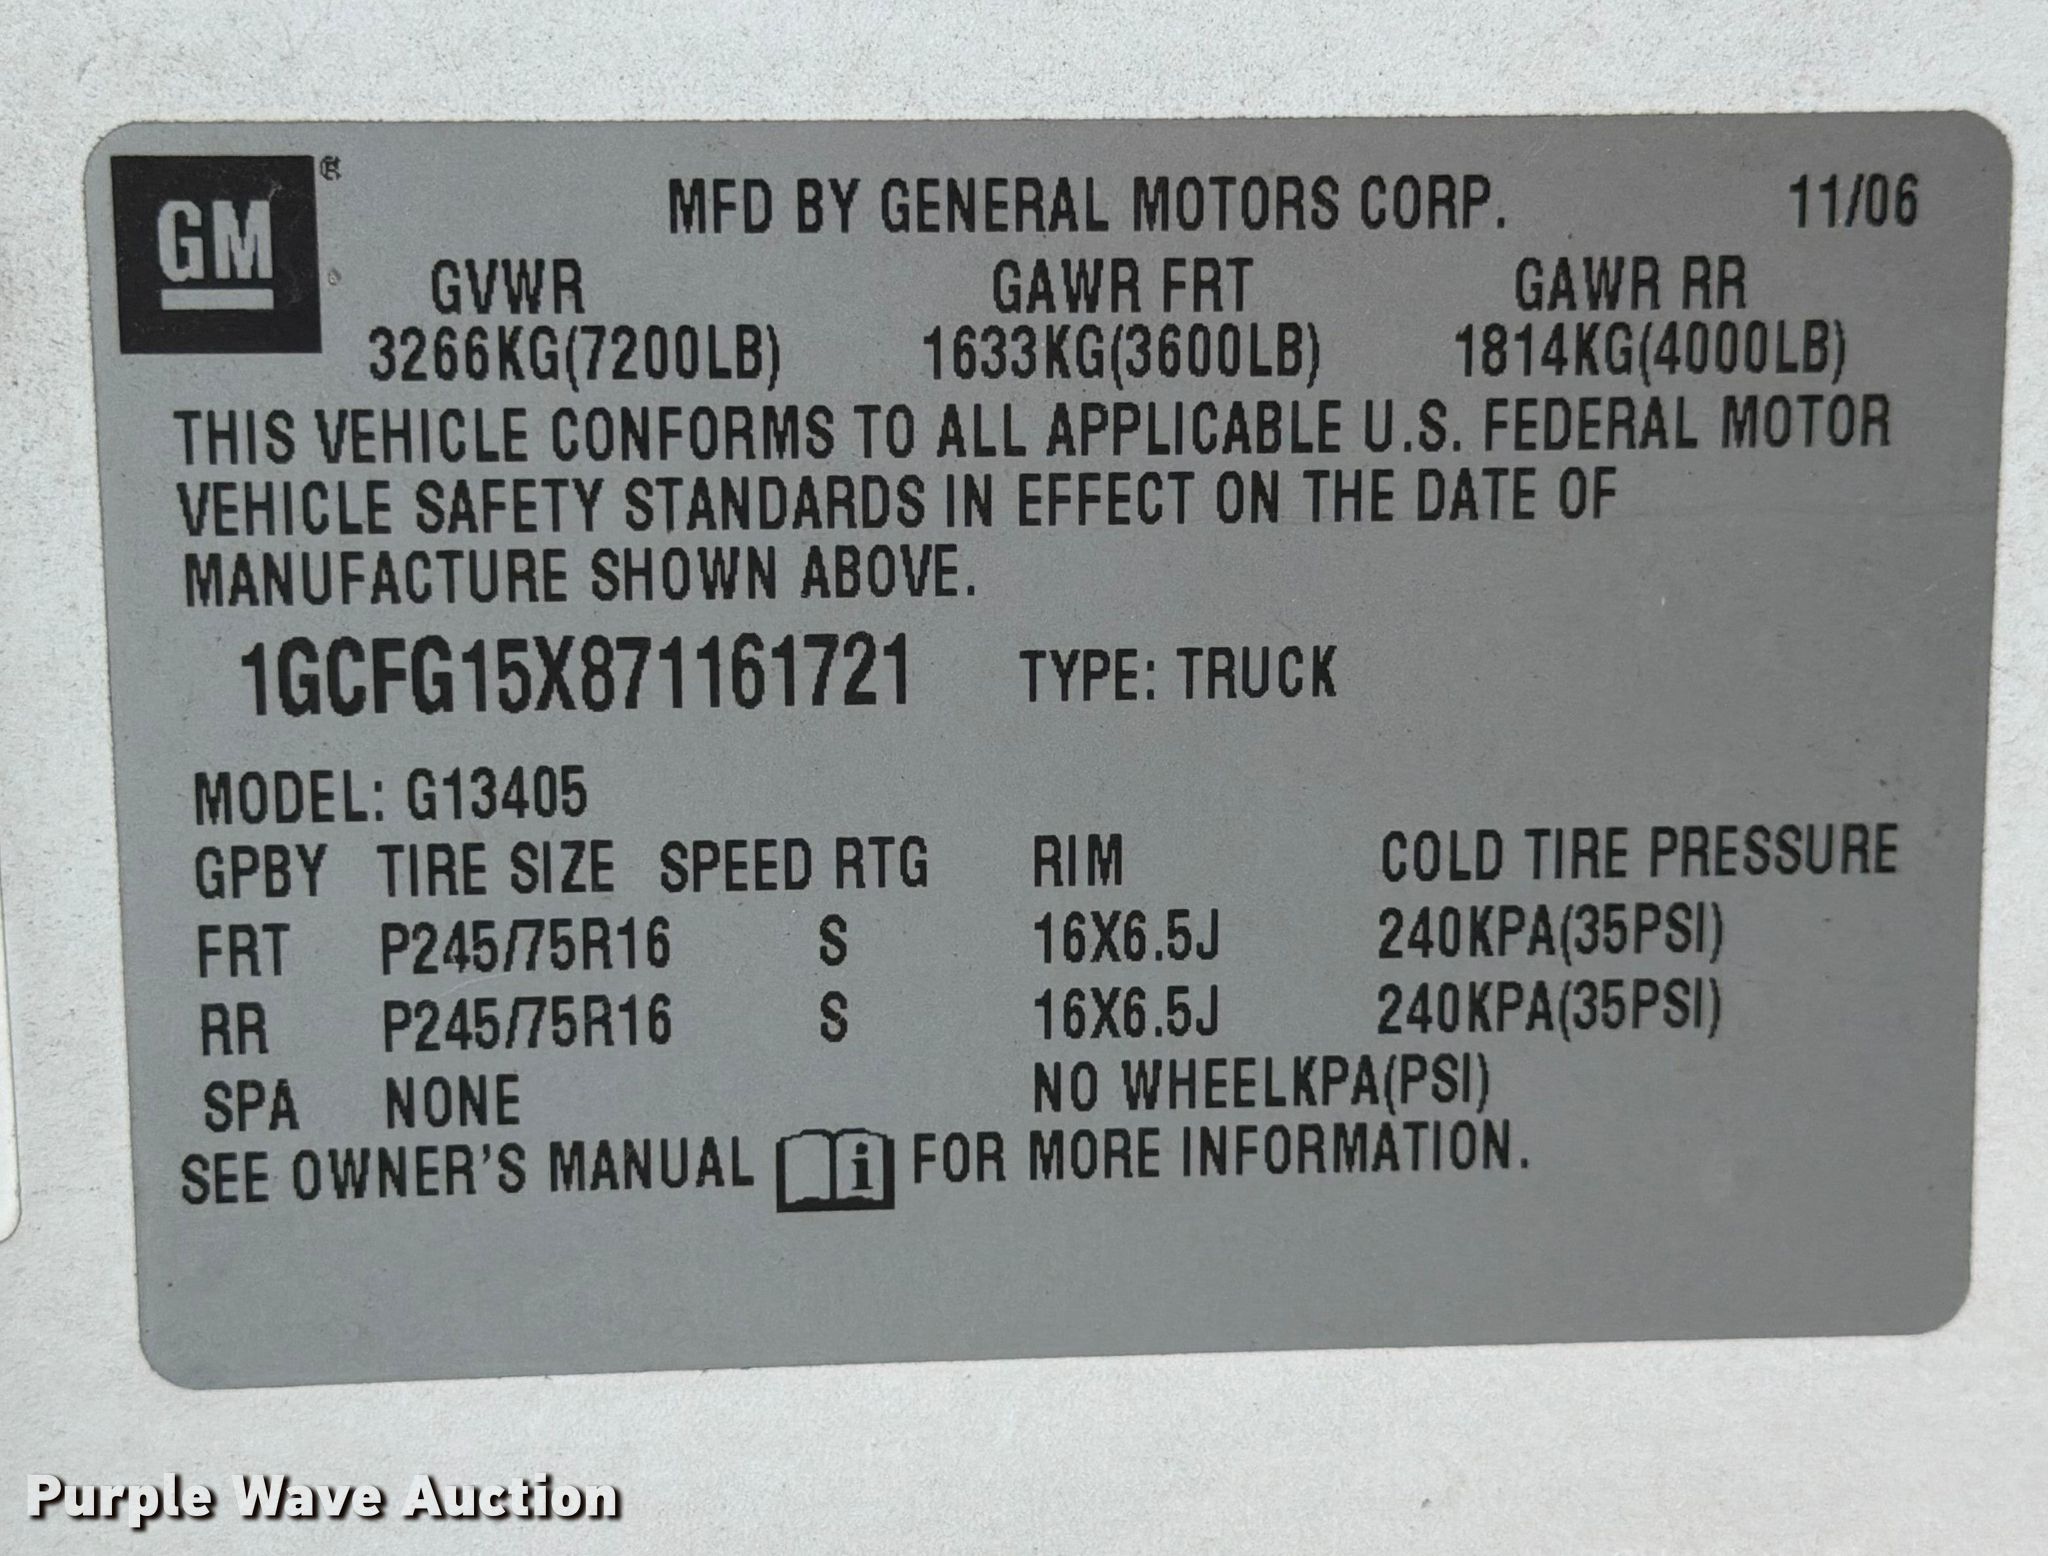 GM ®
MFD BY GENERAL MOTORS CORP. 11/06
GVWR GAWR FRT GAWR RR
3266KG(7200LB) 1633KG(3600LB) 1814KG(4000LB)
THIS VEHICLE CONFORMS TO ALL APPLICABLE U.S. FEDERAL MOTOR
VEHICLE SAFETY STANDARDS IN EFFECT ON THE DATE OF
MANUFACTURE SHOWN ABOVE.
1GCFG15X871161721 TYPE: TRUCK
MODEL: G13405
GPBY TIRE SIZE SPEED RTG RIM COLD TIRE PRESSURE
FRT P245/75R16 S 16X6.5J 240KPA(35PSI)
RR P245/75R16 S 16X6.5J 240KPA(35PSI)
SPA NONE NO WHEELKPA(PSI)
SEE OWNER'S MANUAL i FOR MORE INFORMATION.
Purple Wave Auction